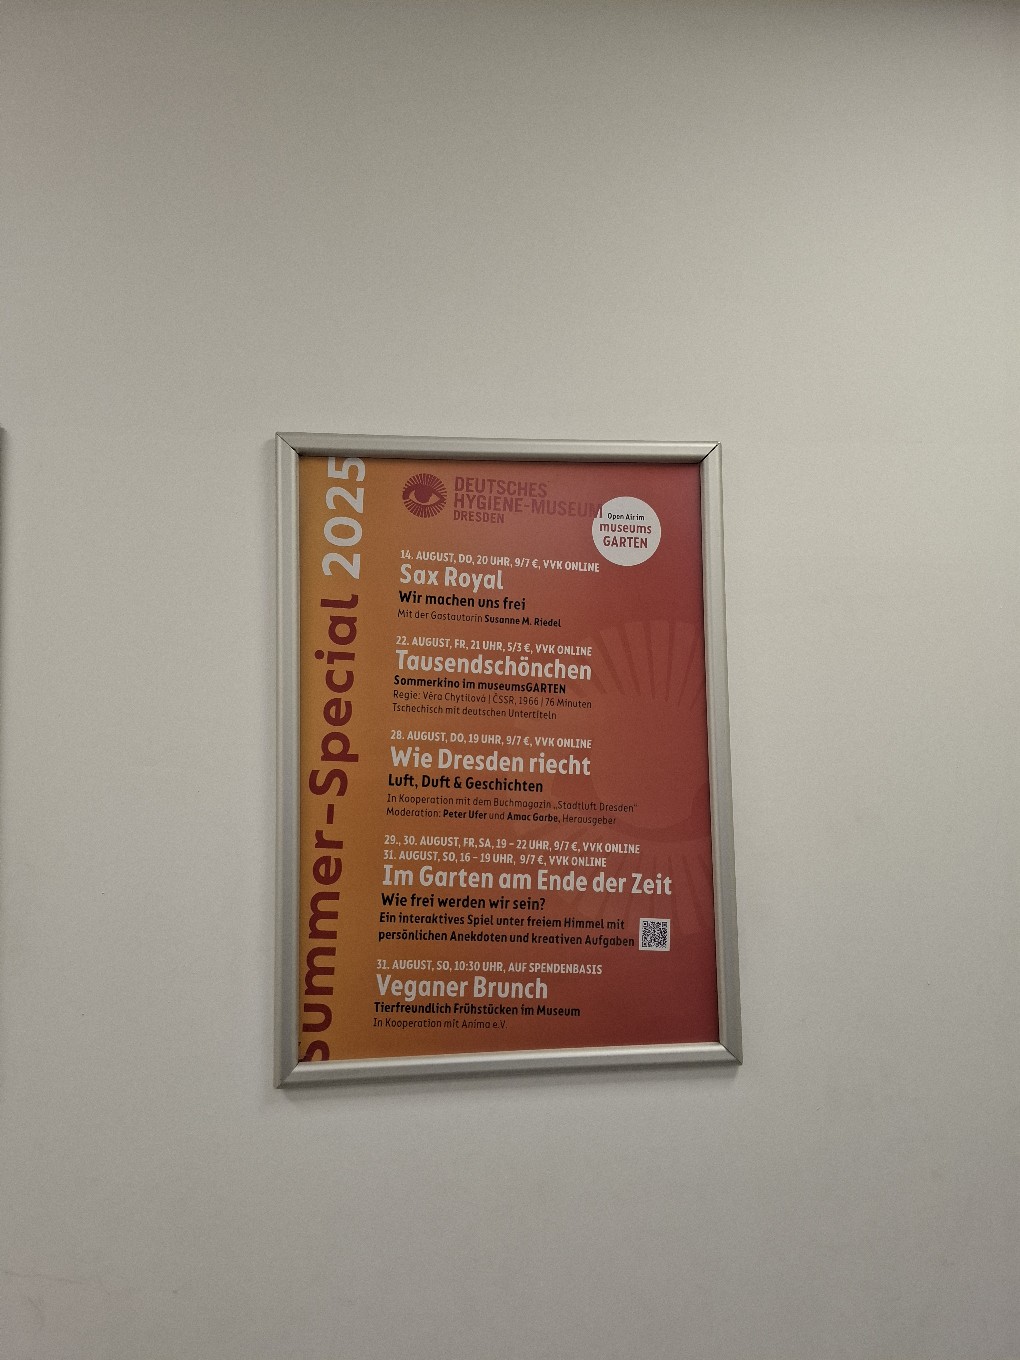 Summer-Special 2025
DEUTSCHES
HYGIENE-MUSEUM
DRESDEN
Open Air im
museums
GARTEN
14. AUGUST, DO, 20 UHR, 9/7 €, VVK ONLINE
Sax Royal
Wir machen uns frei
Mit der Gastautorin Susanne M. Riedel
22. AUGUST, FR, 21 UHR, 5/3 €, VVK ONLINE
Tausendschönchen
Sommerkino im museumsGARTEN
Regie: Věra Chytilová | ČSSR, 1966 | 76 Minuten
Tschechisch mit deutschen Untertiteln
28. AUGUST, DO, 19 UHR, 9/7 €, VVK ONLINE
Wie Dresden riecht
Luft, Duft & Geschichten
In Kooperation mit dem Buchmagazin „Stadtluft Dresden“
Moderation: Peter Ufer und Amac Garbe, Herausgeber
29., 30. AUGUST, FR, SA, 19 – 22 UHR, 9/7 €, VVK ONLINE
31. AUGUST, SO, 16 – 19 UHR, 9/7 €, VVK ONLINE
Im Garten am Ende der Zeit
Wie frei werden wir sein?
Ein interaktives Spiel unter freiem Himmel mit
persönlichen Anekdoten und kreativen Aufgaben
31. AUGUST, SO, 10:30 UHR, AUF SPENDENBASIS
Veganer Brunch
Tierfreundlich Frühstücken im Museum
In Kooperation mit Anima e.V.